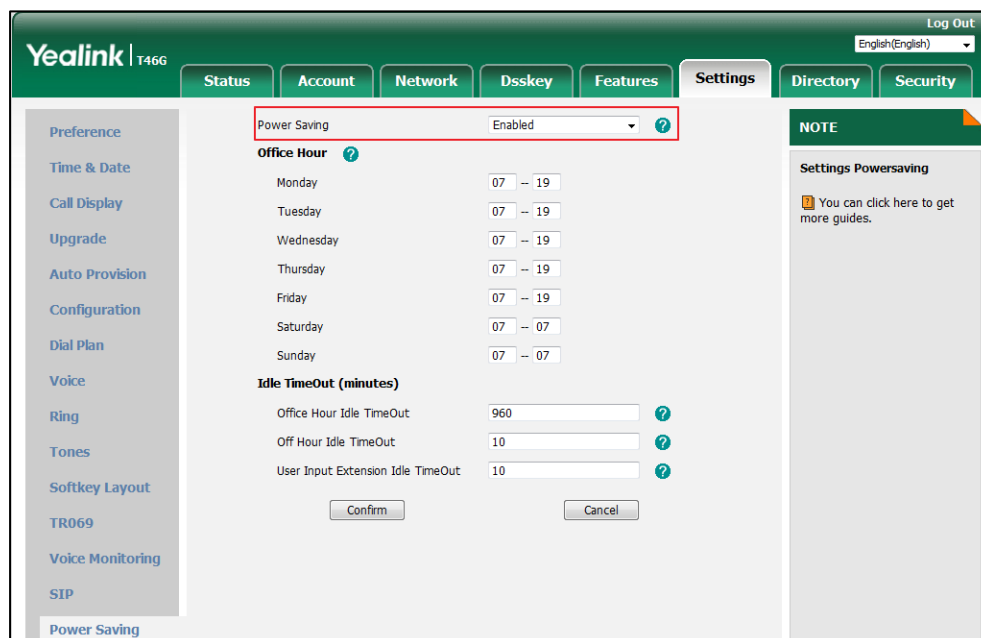 Log Out
Yealink | T46G
English(English)
Status Account Network Dsskey Features Settings Directory Security
Preference
Time & Date
Call Display
Upgrade
Auto Provision
Configuration
Dial Plan
Voice
Ring
Tones
Softkey Layout
TR069
Voice Monitoring
SIP
Power Saving
Power Saving Enabled ?
Office Hour ?
Monday 07 -- 19
Tuesday 07 -- 19
Wednesday 07 -- 19
Thursday 07 -- 19
Friday 07 -- 19
Saturday 07 -- 07
Sunday 07 -- 07
Idle TimeOut (minutes)
Office Hour Idle TimeOut 960 ?
Off Hour Idle TimeOut 10 ?
User Input Extension Idle TimeOut 10 ?
Confirm Cancel
NOTE
Settings Powersaving
? You can click here to get
more guides.